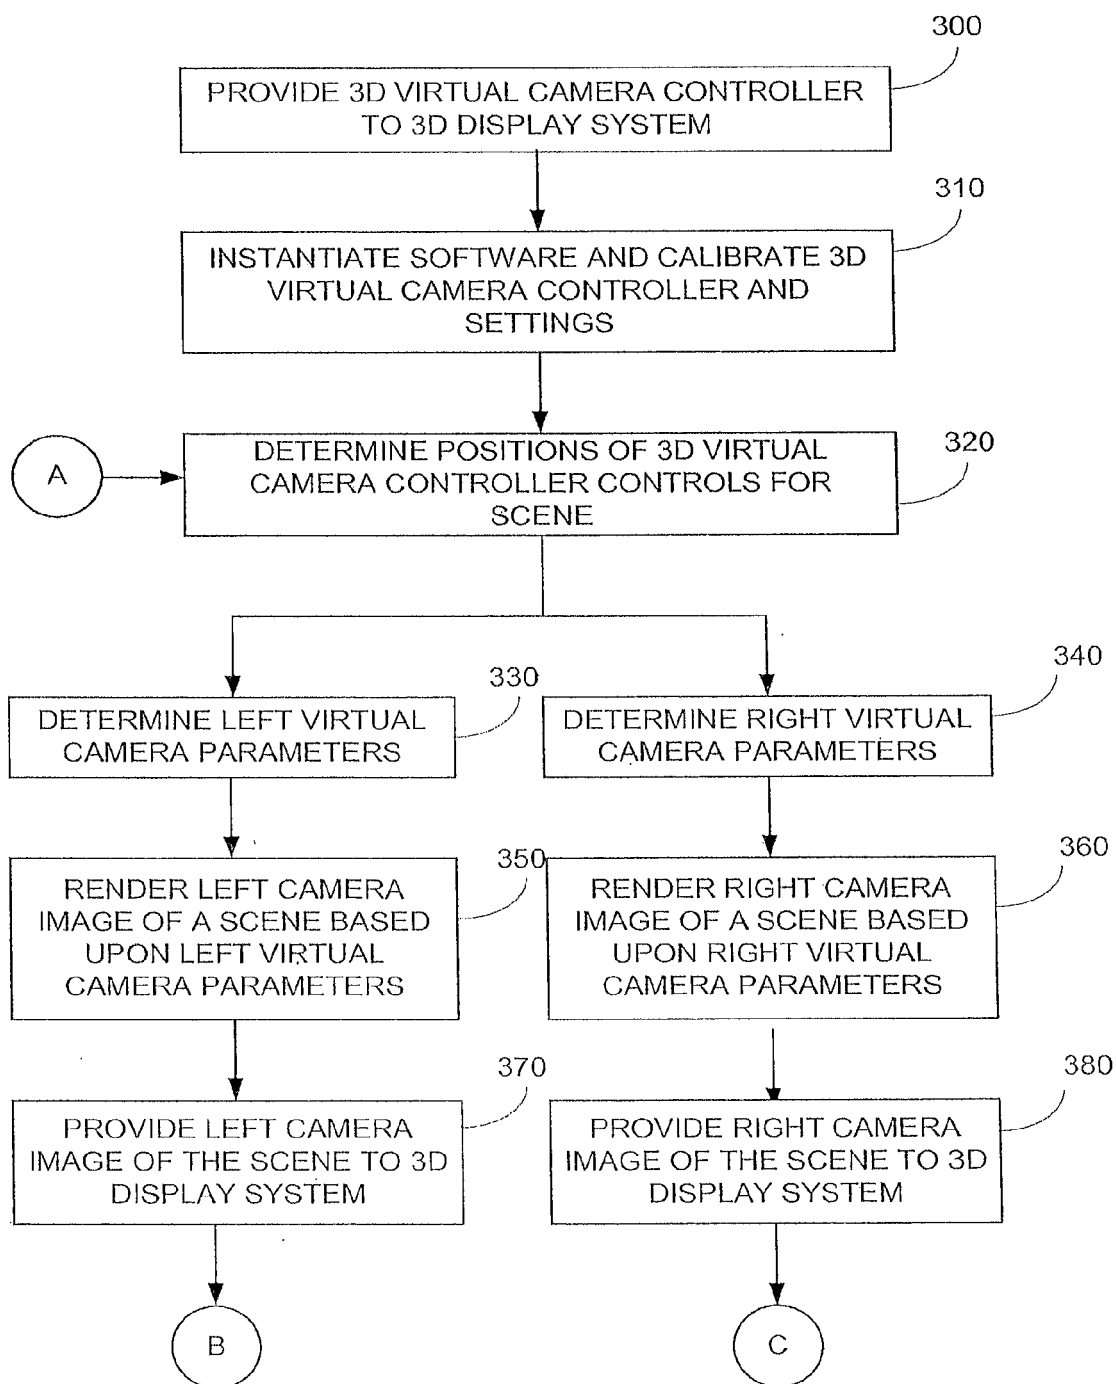 300
PROVIDE 3D VIRTUAL CAMERA CONTROLLER
TO 3D DISPLAY SYSTEM
310
INSTANTIATE SOFTWARE AND CALIBRATE 3D
VIRTUAL CAMERA CONTROLLER AND
SETTINGS
A
DETERMINE POSITIONS OF 3D VIRTUAL
CAMERA CONTROLLER CONTROLS FOR
SCENE
320
330
DETERMINE LEFT VIRTUAL
CAMERA PARAMETERS
340
DETERMINE RIGHT VIRTUAL
CAMERA PARAMETERS
350
RENDER LEFT CAMERA
IMAGE OF A SCENE BASED
UPON LEFT VIRTUAL
CAMERA PARAMETERS
360
RENDER RIGHT CAMERA
IMAGE OF A SCENE BASED
UPON RIGHT VIRTUAL
CAMERA PARAMETERS
370
PROVIDE LEFT CAMERA
IMAGE OF THE SCENE TO 3D
DISPLAY SYSTEM
380
PROVIDE RIGHT CAMERA
IMAGE OF THE SCENE TO 3D
DISPLAY SYSTEM
B
C